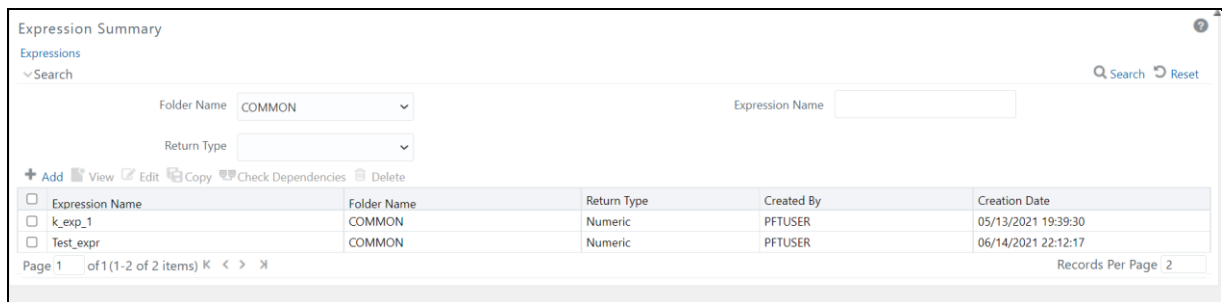 Expression Summary
Expressions
Search Search Reset
Folder Name COMMON Expression Name
Return Type
Add View Edit Copy Check Dependencies Delete
Expression Name Folder Name Return Type Created By Creation Date
k_exp_1 COMMON Numeric PFTUSER 05/13/2021 19:39:30
Test_expr COMMON Numeric PFTUSER 06/14/2021 22:12:17
Page 1 of 1 (1-2 of 2 items) Records Per Page 2